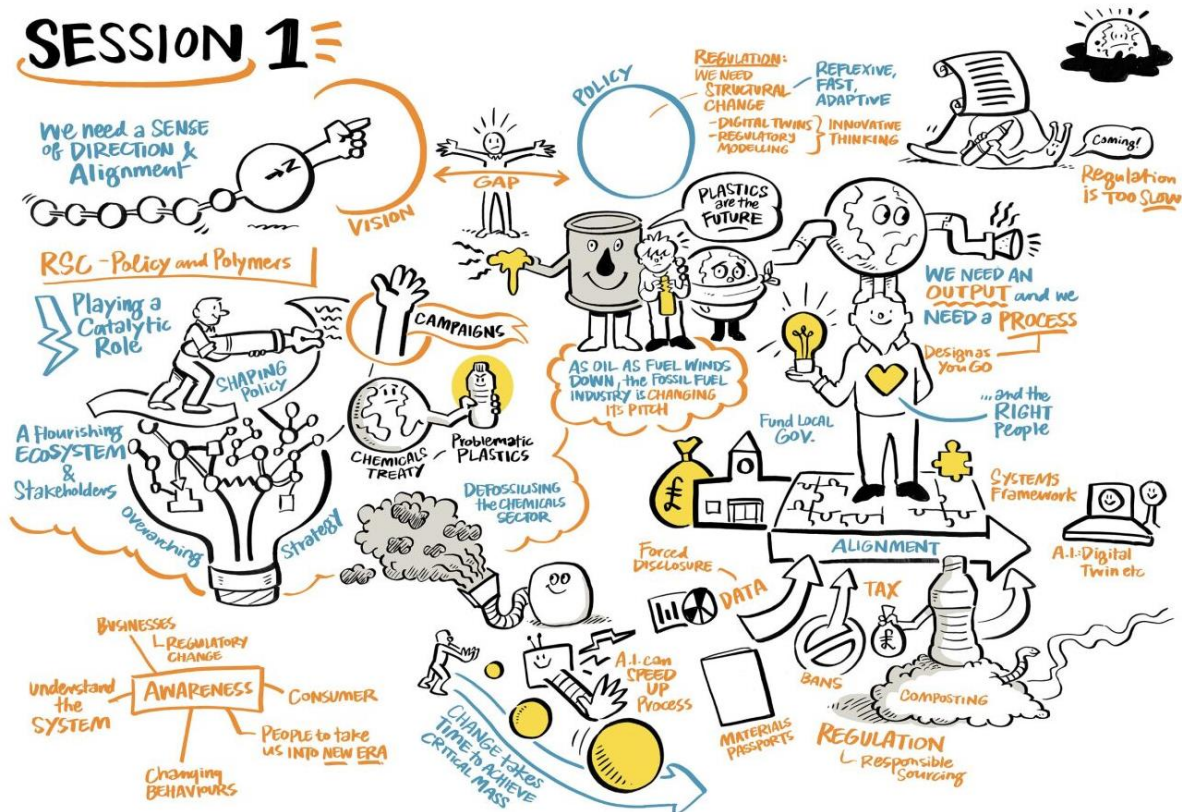 SESSION 1
We need a SENSE
of DIRECTION &
Alignment
N
VISION
GAP
POLICY
REGULATION:
WE NEED
STRUCTURAL
CHANGE
REFLEXIVE,
FAST,
ADAPTIVE
- DIGITAL TWINS
- REGULATORY
MODELLING
INNOVATIVE
THINKING
Coming!
Regulation
is TOO SLOW
RSC - Policy and Polymers
Playing a
Catalytic
Role
SHAPING
Policy
CAMPAIGNS
PLASTICS
are the
FUTURE
AS OIL AS FUEL WINDS
DOWN, the FOSSIL FUEL
INDUSTRY is CHANGING
ITS PITCH
WE NEED AN
OUTPUT and we
NEED a PROCESS
Design as
You GO
...and the
RIGHT
People
A Flourishing
ECOSYSTEM
&
Stakeholders
Overarching
Strategy
CHEMICALS
TREATY
Problematic
PLASTICS
DEFOSSILISING
the CHEMICALS
SECTOR
Fund LOCAL
GOV.
£
SYSTEMS
Framework
ALIGNMENT
A.I.: Digital
Twin etc
Forced
DISCLOSURE
DATA
TAX
£
BANS
MATERIALS
PASSPORTS
COMPOSTING
REGULATION
Responsible
Sourcing
A.I. can
SPEED
UP
Process
CHANGE takes
TIME to ACHIEVE
CRITICAL MASS
BUSINESSES
REGULATORY
CHANGE
understand
the
SYSTEM
AWARENESS
CONSUMER
PEOPLE to take
us INTO NEW ERA
Changing
BEHAVIOURS